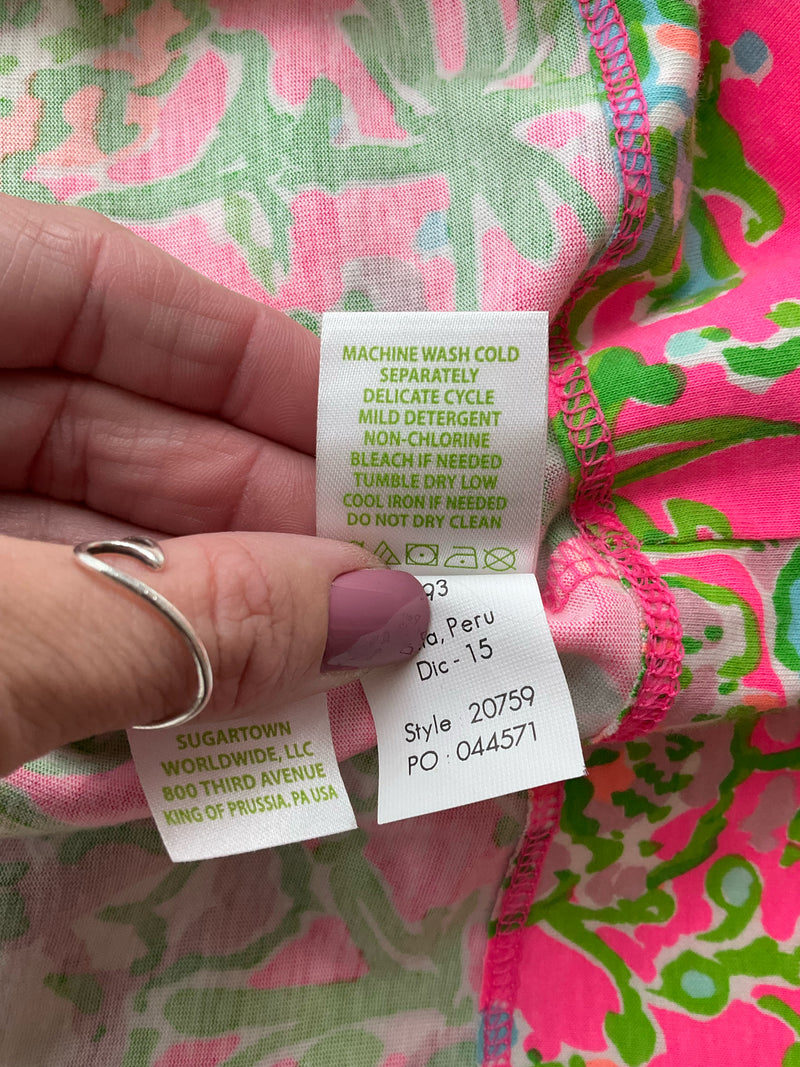 MACHINE WASH COLD
SEPARATELY
DELICATE CYCLE
MILD DETERGENT
NON-CHLORINE
BLEACH IF NEEDED
TUMBLE DRY LOW
COOL IRON IF NEEDED
DO NOT DRY CLEAN
Peru
Dic - 15
Style 20759
PO : 044571
SUGARTOWN
WORLDWIDE, LLC
800 THIRD AVENUE
KING OF PRUSSIA, PA USA